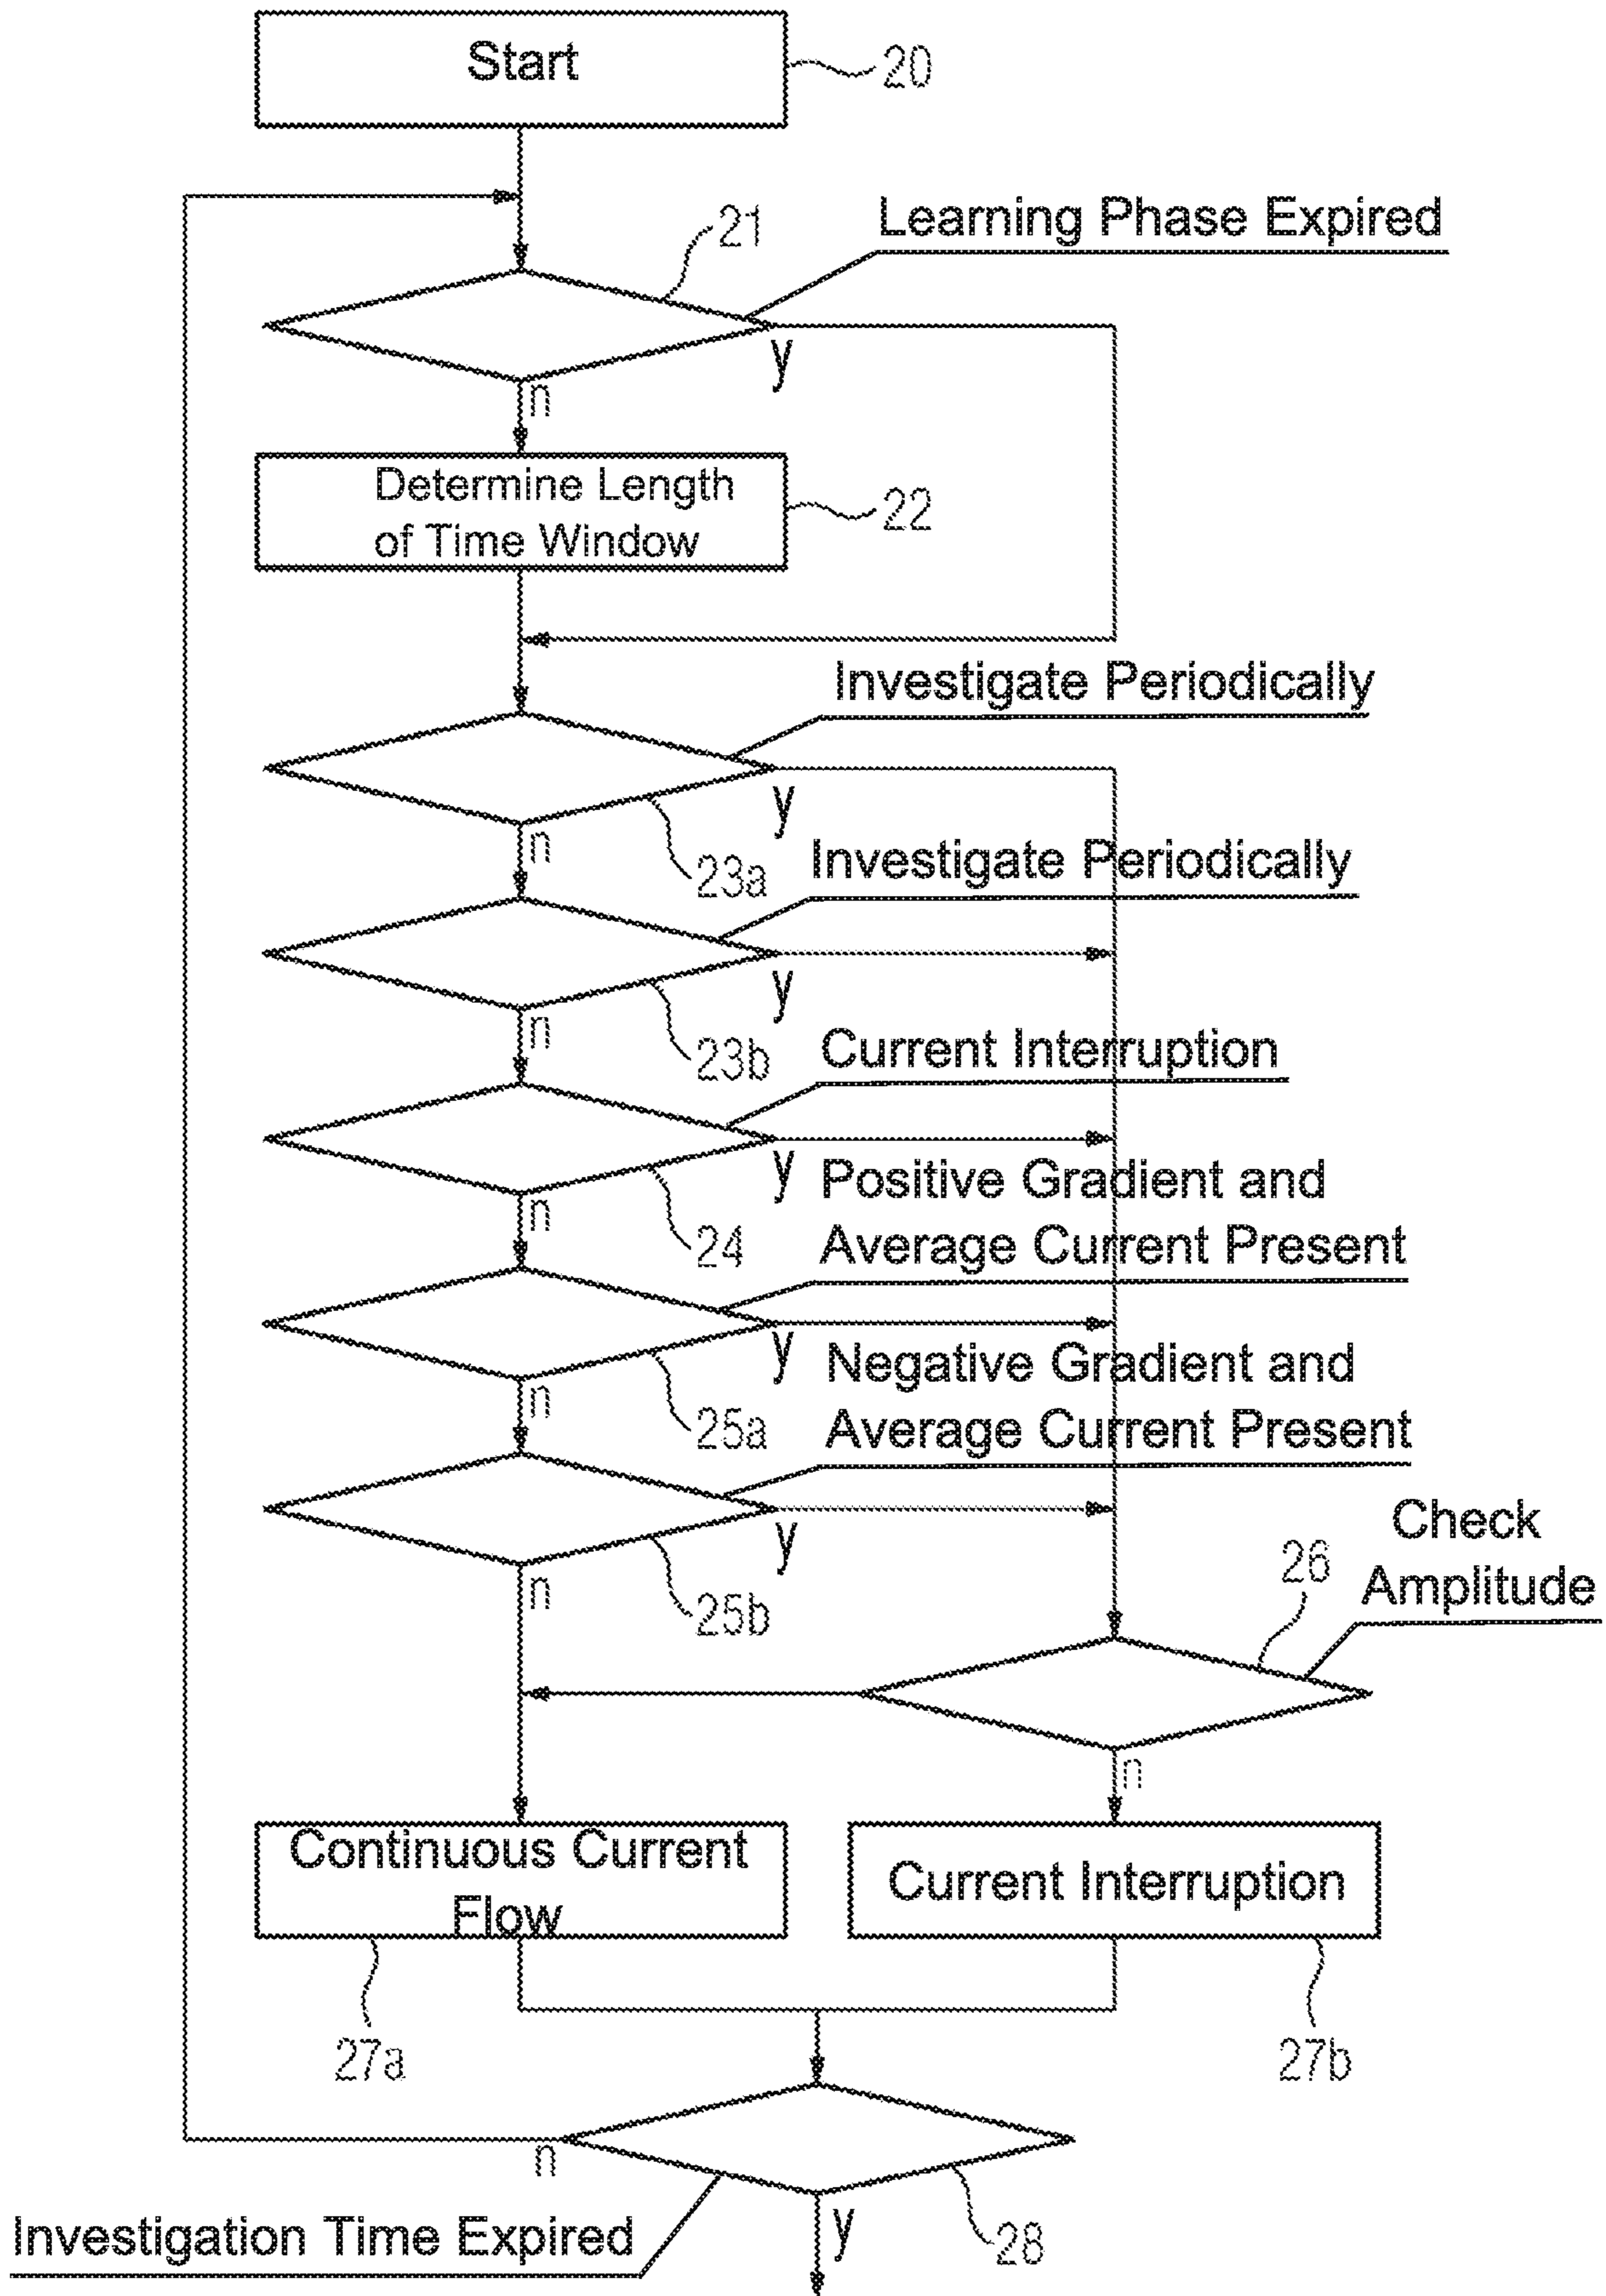 Start
20
21
Learning Phase Expired
y
n
Determine Length
of Time Window
22
Investigate Periodically
y
n
23a
Investigate Periodically
y
n
23b
Current Interruption
y
n
24
Positive Gradient and
Average Current Present
y
n
25a
Negative Gradient and
Average Current Present
y
n
25b
26
Check
Amplitude
n
Continuous Current
Flow
Current Interruption
27a
27b
n
Investigation Time Expired
y
28